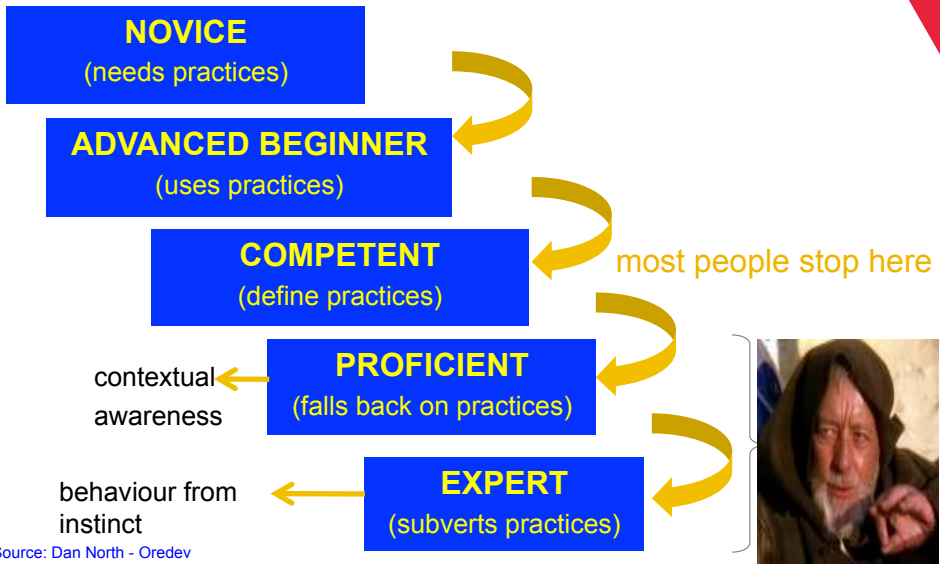 NOVICE
(needs practices)
ADVANCED BEGINNER
(uses practices)
COMPETENT
(define practices)
most people stop here
PROFICIENT
(falls back on practices)
contextual
awareness
EXPERT
(subverts practices)
behaviour from
instinct
Source: Dan North - Oredev